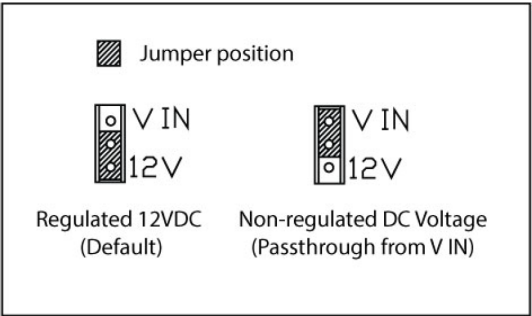 Jumper position
V IN
12V
Regulated 12VDC
(Default)
V IN
12V
Non-regulated DC Voltage
(Passthrough from V IN)